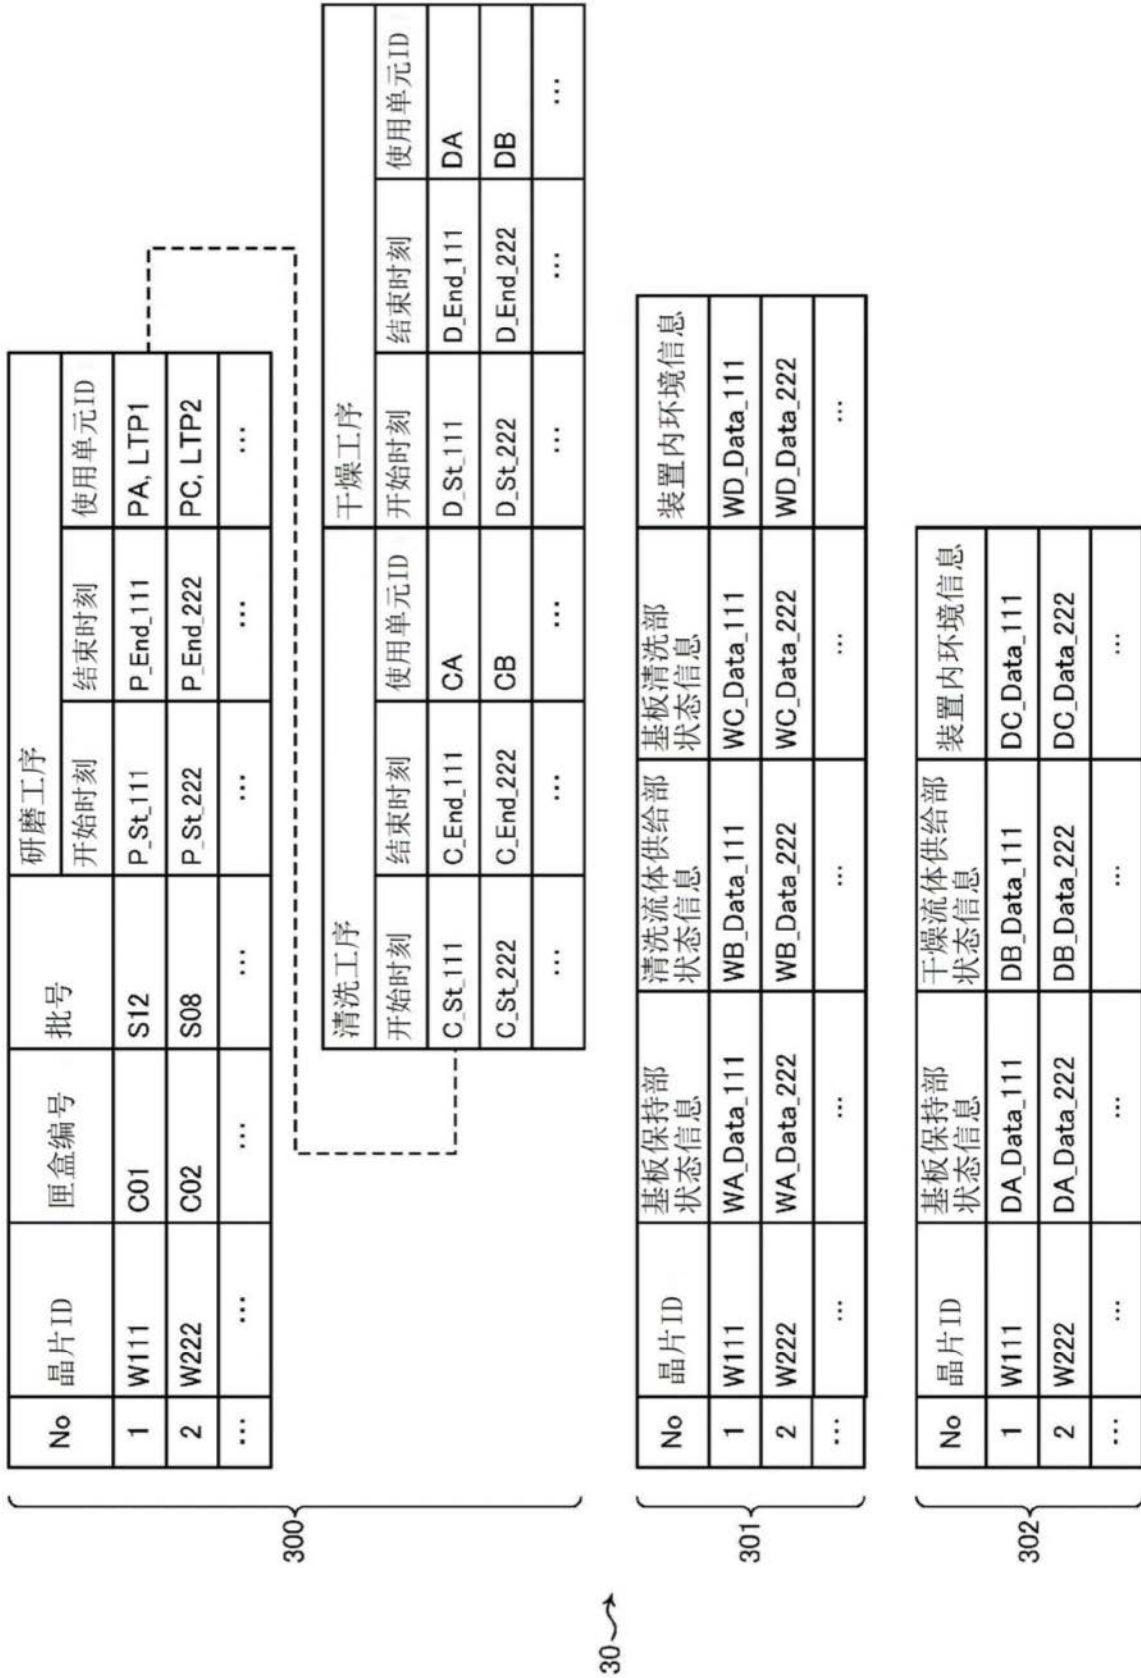 30
300
No 晶片ID 匣盒编号 批号 研磨工序
开始时刻 结束时刻 使用单元ID
1 W111 C01 S12 P_St_111 P_End_111 PA, LTP1
2 W222 C02 S08 P_St_222 P_End_222 PC, LTP2
… … … … … … …
清洗工序 干燥工序
开始时刻 结束时刻 使用单元ID 开始时刻 结束时刻 使用单元ID
C_St_111 C_End_111 CA D_St_111 D_End_111 DA
C_St_222 C_End_222 CB D_St_222 D_End_222 DB
… … … … … …
301
No 晶片ID 基板保持部 清洗流体供给部 基板清洗部 装置内环境信息
状态信息 状态信息 状态信息
1 W111 WA_Data_111 WB_Data_111 WC_Data_111 WD_Data_111
2 W222 WA_Data_222 WB_Data_222 WC_Data_222 WD_Data_222
… … … … … …
302
No 晶片ID 基板保持部 干燥流体供给部 装置内环境信息
状态信息 状态信息
1 W111 DA_Data_111 DB_Data_111 DC_Data_111
2 W222 DA_Data_222 DB_Data_222 DC_Data_222
… … … … …